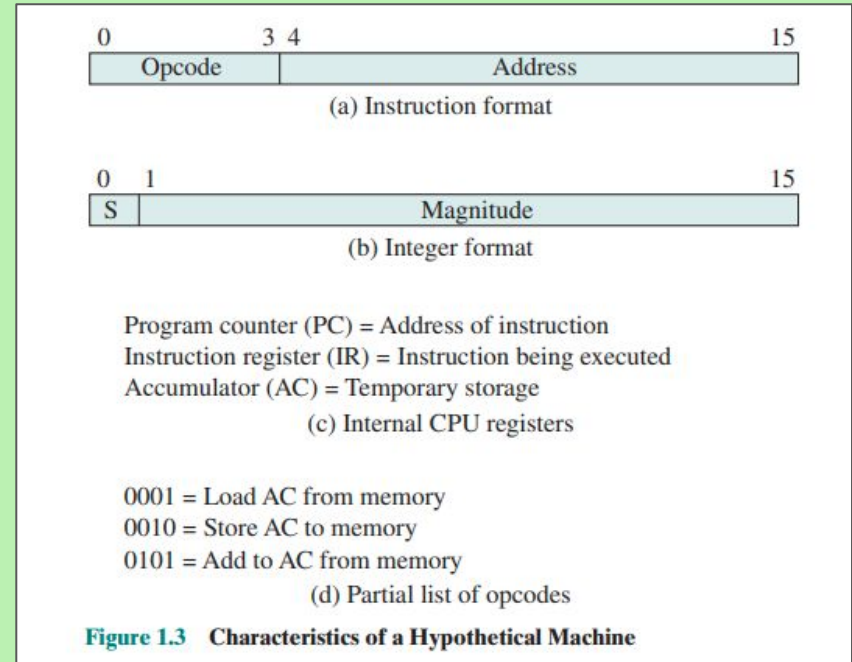 0 3 4 15
Opcode Address
(a) Instruction format
0 1 15
S Magnitude
(b) Integer format
Program counter (PC) = Address of instruction
Instruction register (IR) = Instruction being executed
Accumulator (AC) = Temporary storage
(c) Internal CPU registers
0001 = Load AC from memory
0010 = Store AC to memory
0101 = Add to AC from memory
(d) Partial list of opcodes
Figure 1.3 Characteristics of a Hypothetical Machine